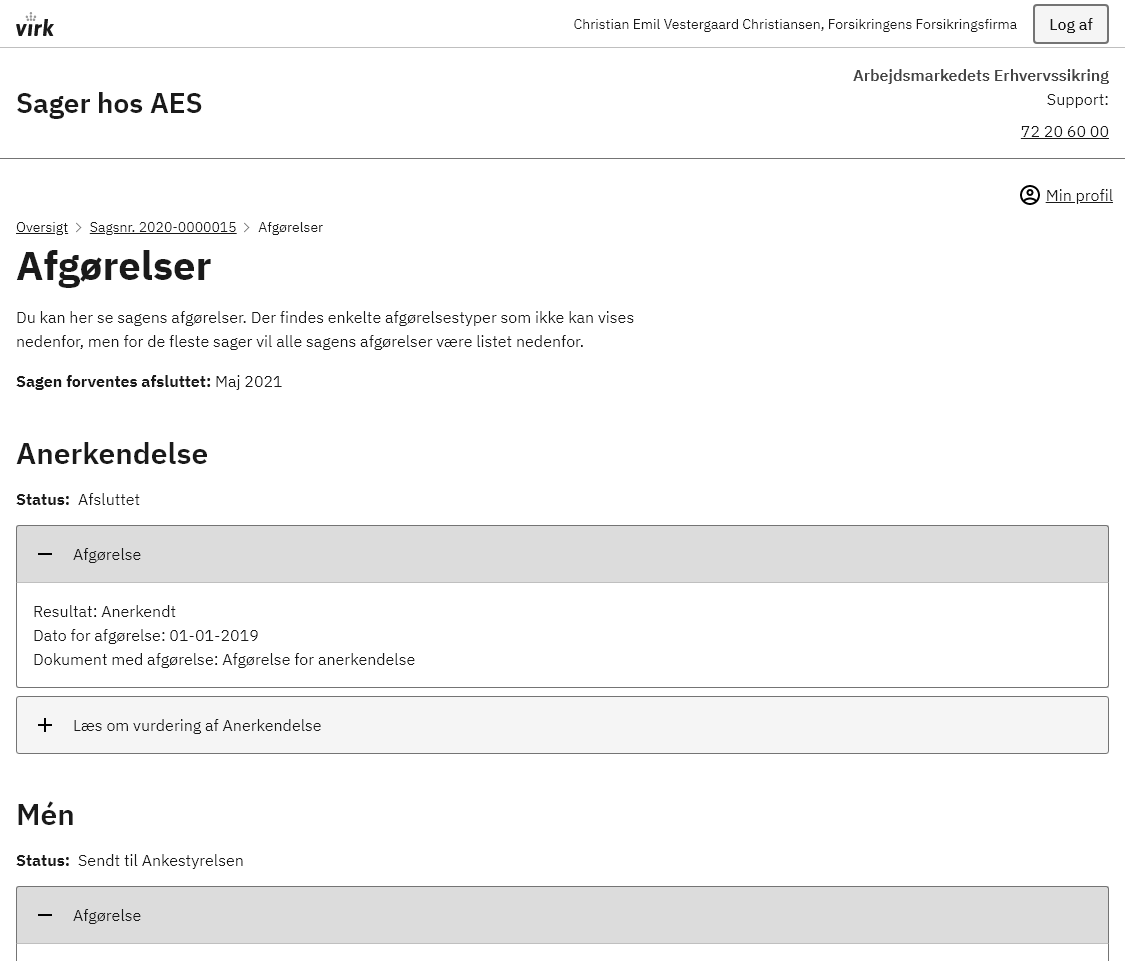 virk
Christian Emil Vestergaard Christiansen, Forsikringens Forsikringsfirma
Log af
Sager hos AES
Arbejdsmarkedets Erhvervssikring
Support:
72 20 60 00
Min profil
Oversigt > Sagsnr. 2020-0000015 > Afgørelser
Afgørelser
Du kan her se sagens afgørelser. Der findes enkelte afgørelsestyper som ikke kan vises
nedenfor, men for de fleste sager vil alle sagens afgørelser være listet nedenfor.
Sagen forventes afsluttet: Maj 2021
Anerkendelse
Status: Afsluttet
Afgørelse
Resultat: Anerkendt
Dato for afgørelse: 01-01-2019
Dokument med afgørelse: Afgørelse for anerkendelse
Læs om vurdering af Anerkendelse
Mén
Status: Sendt til Ankestyrelsen
Afgørelse